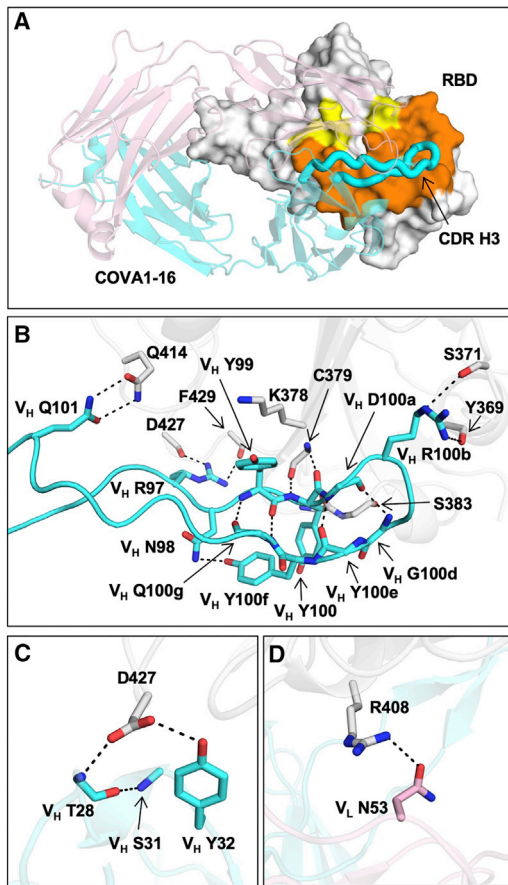 A
RBD
CDR H3
COVA1-16
B
Q414
S371
VH Y99
C379
K378
VH D100a
VH Q101
F429
Y369
D427
VH R100b
VH R97
S383
VH N98
VH G100d
VH Q100g
VH Y100f
VH Y100e
VH Y100
C
D427
VH T28
VH S31
VH Y32
D
R408
VL N53